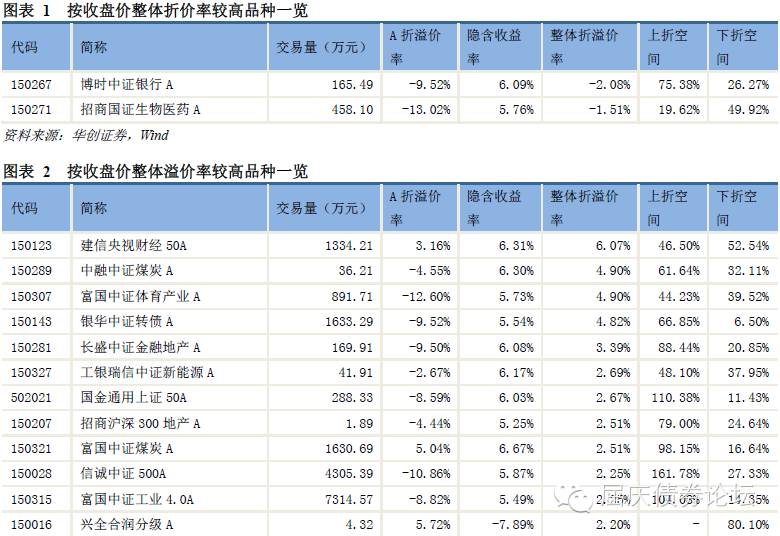 图表 1 按收盘价整体折价率较高品种一览
代码 简称 交易量（万元） A 折溢价率 隐含收益率 整体折溢价率 上折空间 下折空间
150267 博时中证银行 A 165.49 -9.52% 6.09% -2.08% 75.38% 26.27%
150271 招商国证生物医药 A 458.10 -13.02% 5.76% -1.51% 19.62% 49.92%
资料来源：华创证券，Wind
图表 2 按收盘价整体溢价率较高品种一览
代码 简称 交易量（万元） A 折溢价率 隐含收益率 整体折溢价率 上折空间 下折空间
150123 建信央视财经 50A 1334.21 3.16% 6.31% 6.07% 46.50% 52.54%
150289 中融中证煤炭 A 36.21 -4.55% 6.30% 4.90% 61.64% 32.11%
150307 富国中证体育产业 A 891.71 -12.60% 5.73% 4.90% 44.23% 39.52%
150143 银华中证转债 A 1633.29 -9.52% 5.54% 4.82% 66.85% 6.50%
150281 长盛中证金融地产 A 169.91 -9.50% 6.08% 3.39% 88.44% 20.85%
150327 工银瑞信中证新能源 A 41.91 -2.67% 6.17% 2.69% 48.10% 37.95%
502021 国金通用上证 50A 288.33 -8.59% 6.03% 2.67% 110.38% 11.43%
150207 招商沪深 300 地产 A 1.89 -4.44% 5.25% 2.51% 79.00% 24.64%
150321 富国中证煤炭 A 1630.69 5.04% 6.67% 2.51% 98.15% 16.64%
150028 信诚中证 500A 4305.39 -10.86% 5.87% 2.25% 161.78% 27.33%
150315 富国中证工业 4.0A 7314.57 -8.82% 5.49%
150016 兴全合润分级 A 4.32 5.72% -7.89% 2.20% - 80.10%
屈庆债券论坛